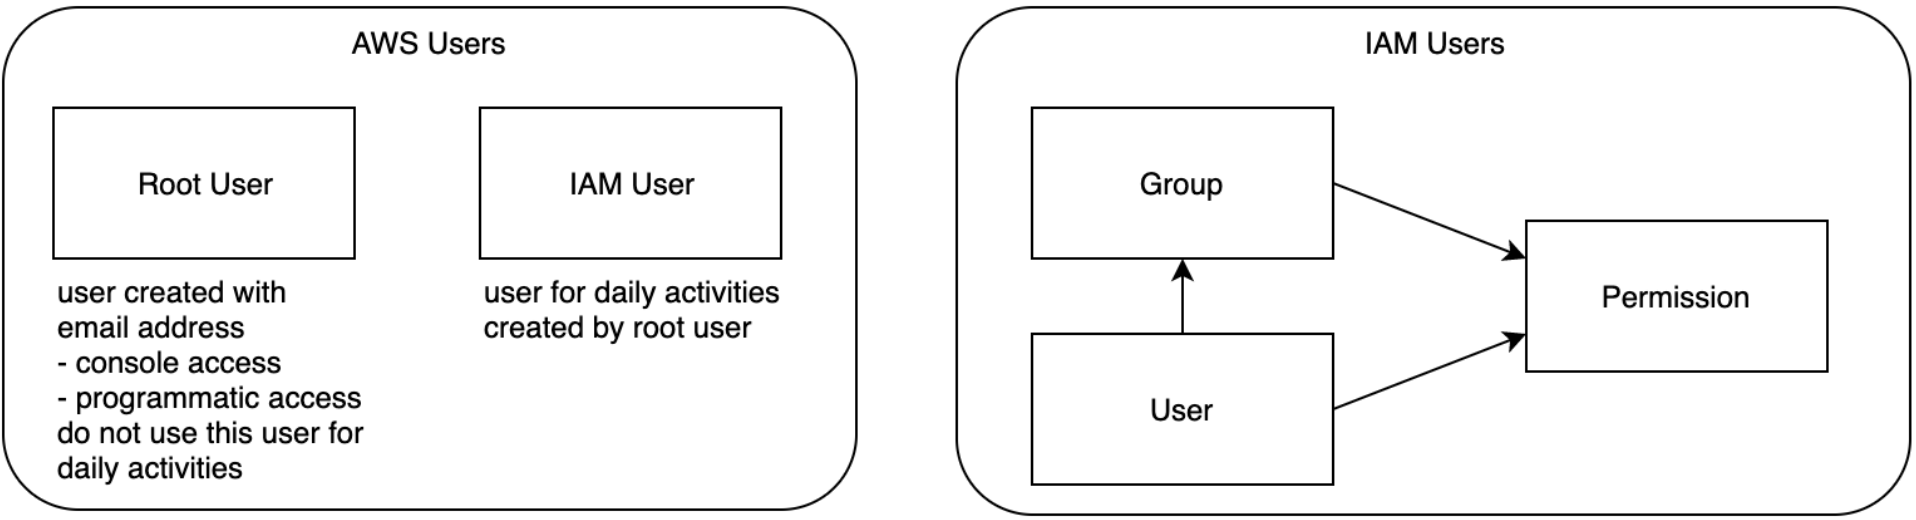 AWS Users
Root User
IAM User
user created with
email address
- console access
- programmatic access
do not use this user for
daily activities
user for daily activities
created by root user
IAM Users
Group
Permission
User